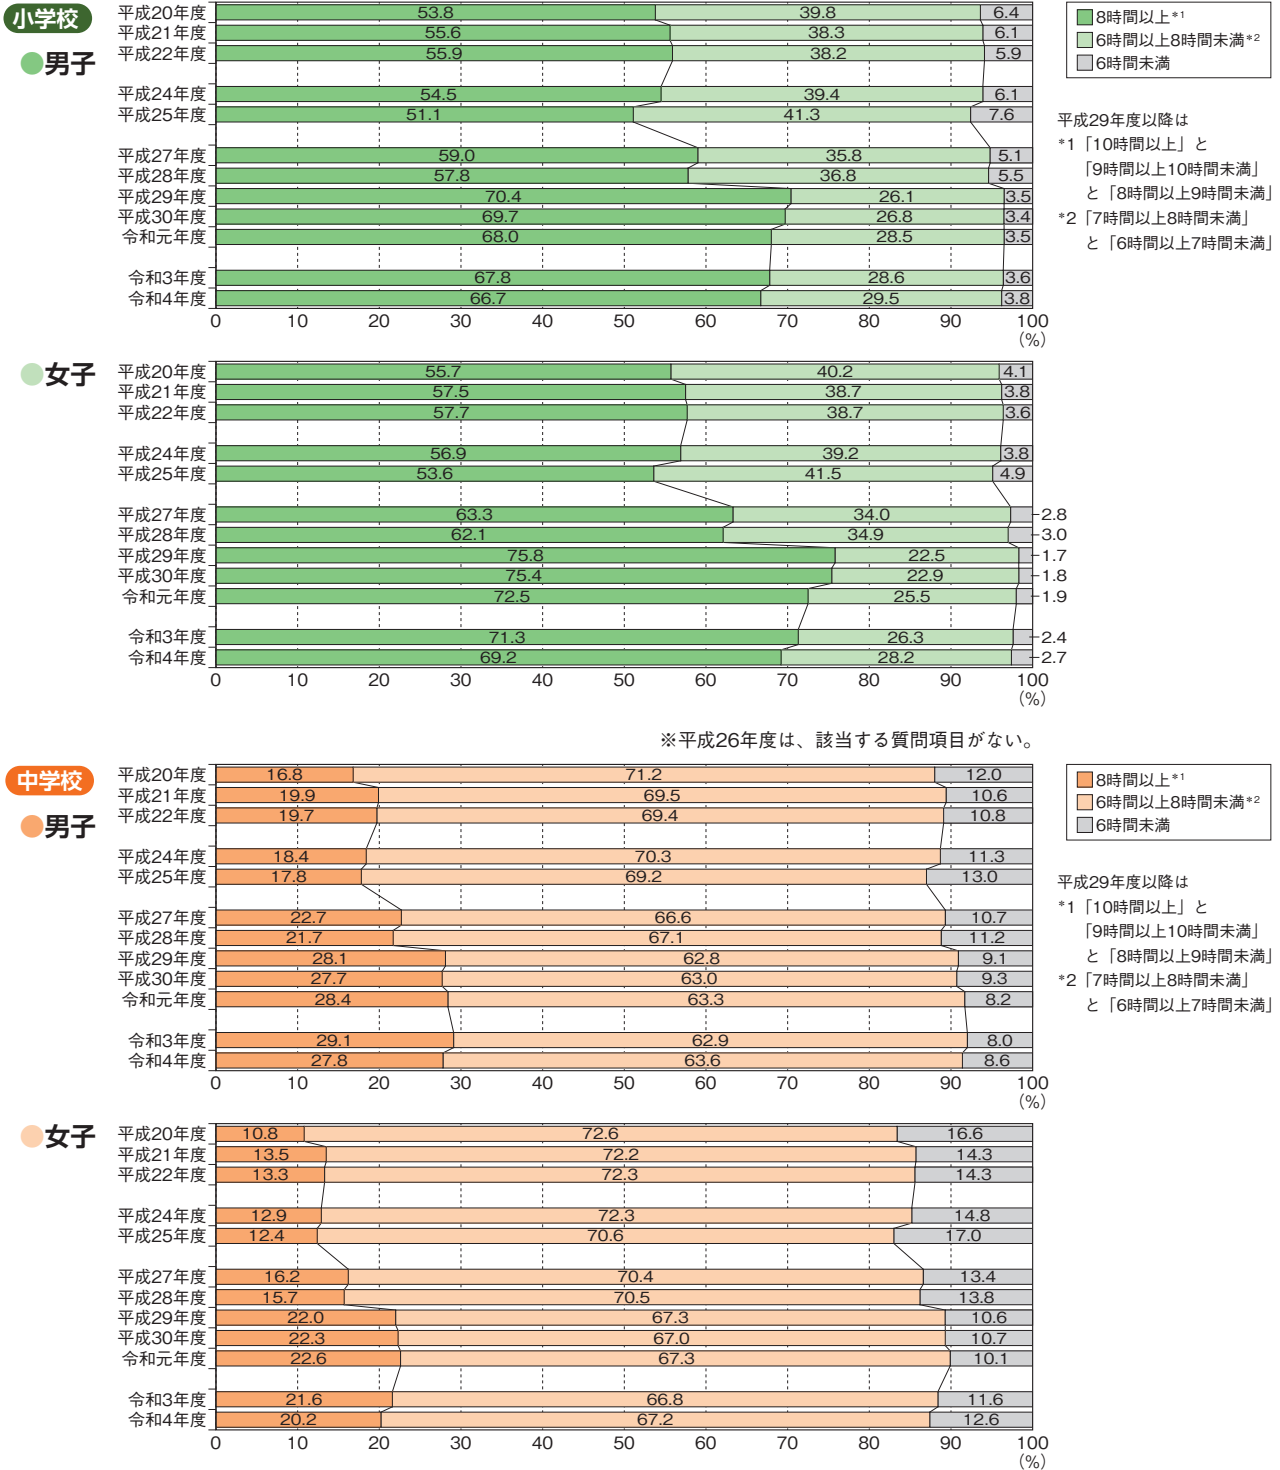 小学校
男子
平成20年度 53.8 39.8 6.4
平成21年度 55.6 38.3 6.1
平成22年度 55.9 38.2 5.9
平成24年度 54.5 39.4 6.1
平成25年度 51.1 41.3 7.6
平成27年度 59.0 35.8 5.1
平成28年度 57.8 36.8 5.5
平成29年度 70.4 26.1 3.5
平成30年度 69.7 26.8 3.4
令和元年度 68.0 28.5 3.5
令和3年度 67.8 28.6 3.6
令和4年度 66.7 29.5 3.8
0 10 20 30 40 50 60 70 80 90 100
(%)
8時間以上*1
6時間以上8時間未満*2
6時間未満
平成29年度以降は
*1「10時間以上」と
「9時間以上10時間未満」
と「8時間以上9時間未満」
*2「7時間以上8時間未満」
と「6時間以上7時間未満」
女子
平成20年度 55.7 40.2 4.1
平成21年度 57.5 38.7 3.8
平成22年度 57.7 38.7 3.6
平成24年度 56.9 39.2 3.8
平成25年度 53.6 41.5 4.9
平成27年度 63.3 34.0 2.8
平成28年度 62.1 34.9 3.0
平成29年度 75.8 22.5 1.7
平成30年度 75.4 22.9 1.8
令和元年度 72.5 25.5 1.9
令和3年度 71.3 26.3 2.4
令和4年度 69.2 28.2 2.7
0 10 20 30 40 50 60 70 80 90 100
(%)
※平成26年度は、該当する質問項目がない。
中学校
男子
平成20年度 16.8 71.2 12.0
平成21年度 19.9 69.5 10.6
平成22年度 19.7 69.4 10.8
平成24年度 18.4 70.3 11.3
平成25年度 17.8 69.2 13.0
平成27年度 22.7 66.6 10.7
平成28年度 21.7 67.1 11.2
平成29年度 28.1 62.8 9.1
平成30年度 27.7 63.0 9.3
令和元年度 28.4 63.3 8.2
令和3年度 29.1 62.9 8.0
令和4年度 27.8 63.6 8.6
0 10 20 30 40 50 60 70 80 90 100
(%)
8時間以上*1
6時間以上8時間未満*2
6時間未満
平成29年度以降は
*1「10時間以上」と
「9時間以上10時間未満」
と「8時間以上9時間未満」
*2「7時間以上8時間未満」
と「6時間以上7時間未満」
女子
平成20年度 10.8 72.6 16.6
平成21年度 13.5 72.2 14.3
平成22年度 13.3 72.3 14.3
平成24年度 12.9 72.3 14.8
平成25年度 12.4 70.6 17.0
平成27年度 16.2 70.4 13.4
平成28年度 15.7 70.5 13.8
平成29年度 22.0 67.3 10.6
平成30年度 22.3 67.0 10.7
令和元年度 22.6 67.3 10.1
令和3年度 21.6 66.8 11.6
令和4年度 20.2 67.2 12.6
0 10 20 30 40 50 60 70 80 90 100
(%)